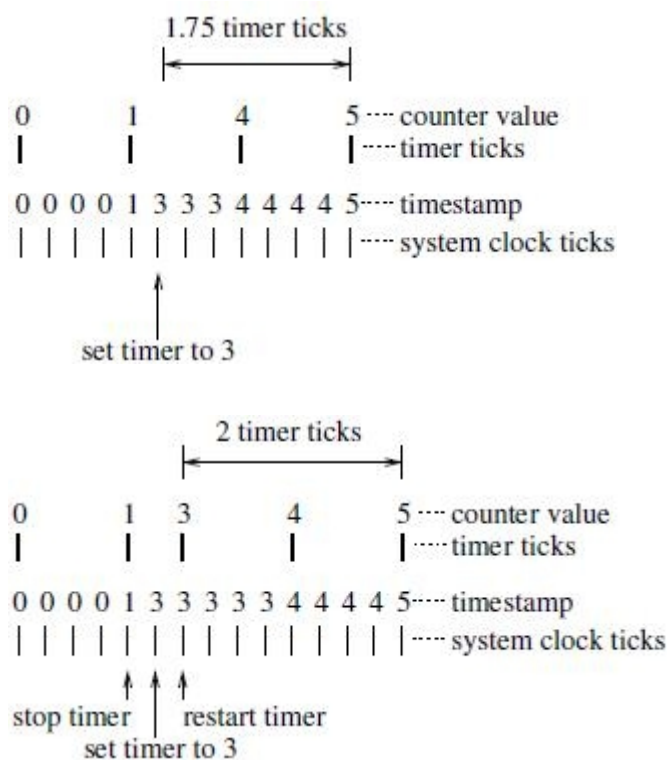 1.75 timer ticks
0 1 4 5 counter value
timer ticks
0 0 0 0 1 3 3 3 4 4 4 4 5 timestamp
system clock ticks
set timer to 3
2 timer ticks
0 1 3 4 5 counter value
timer ticks
0 0 0 0 1 3 3 3 3 3 4 4 4 4 5 timestamp
system clock ticks
stop timer restart timer
set timer to 3